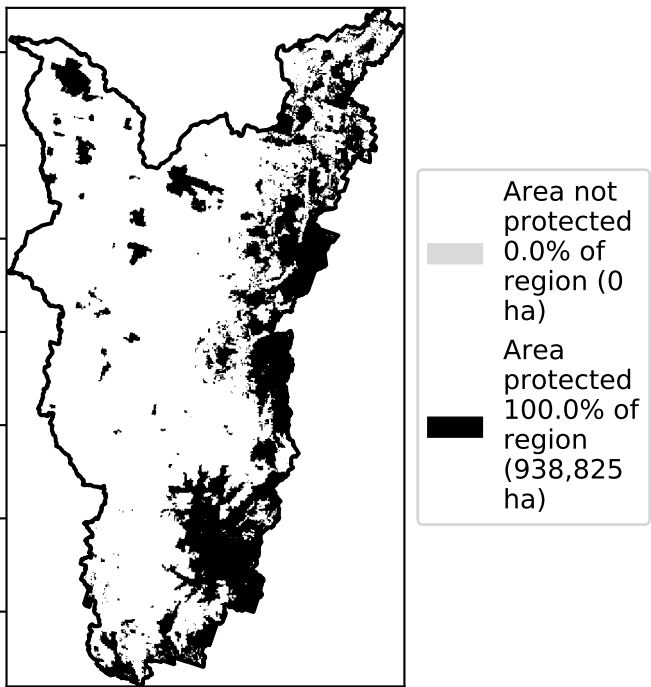 Area not
protected
0.0% of
region (0
ha)
Area
protected
100.0% of
region
(938,825
ha)